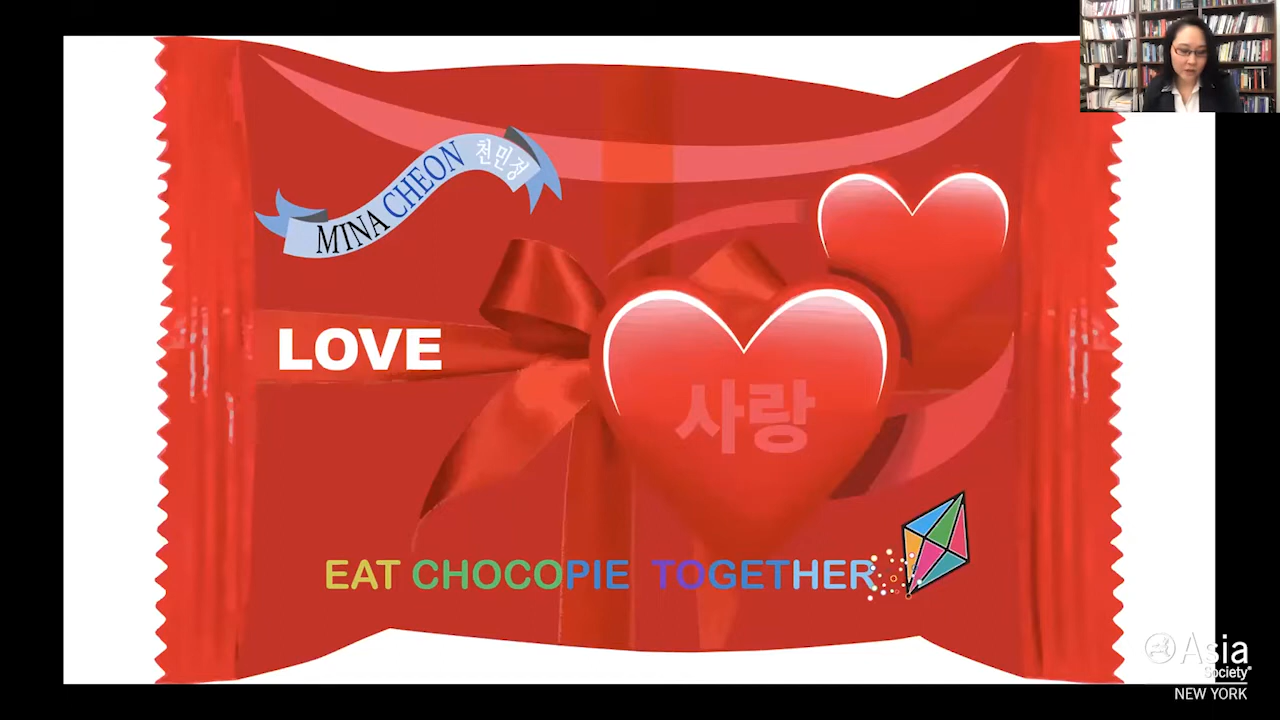 MINA CHEON 천민정
LOVE
사랑
EAT CHOCOPIE TOGETHER
Asia
Society
NEW YORK